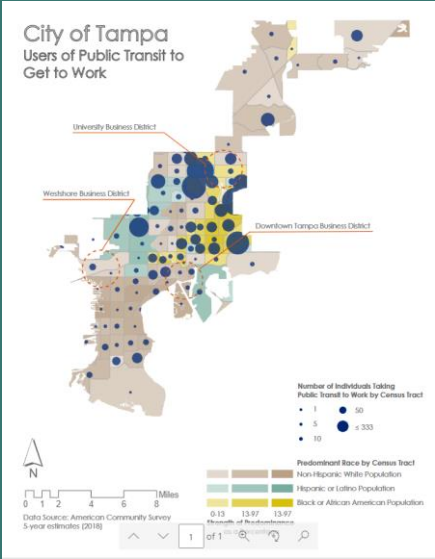 City of Tampa
Users of Public Transit to
Get to Work
University Business District
Westshore Business District
Downtown Tampa Business District
Number of Individuals Taking
Public Transit to Work by Census Tract
1
50
5
≤ 333
10
N
Predominant Race by Census Tract
Non-Hispanic White Population
Hispanic or Latino Population
Black or African American Population
0-15 13-97 13-97
Strength of Predominance
Miles
0 1 2 4 6 8
Data Source: American Community Survey
5-year estimates (2018)
1 of 1